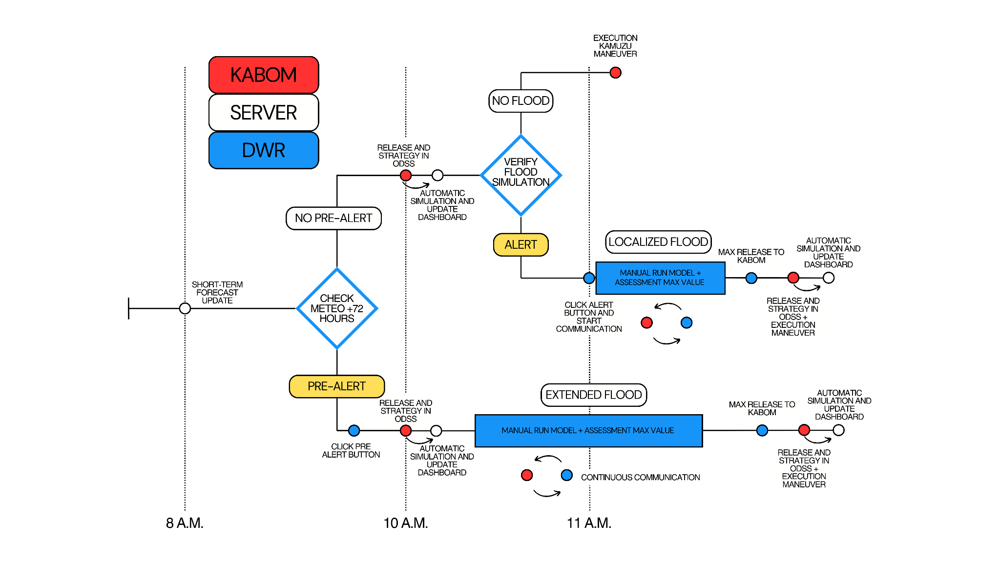 EXECUTION
KAMUZU
MANEUVER
KABOM
SERVER
DWR
NO FLOOD
RELEASE AND
STRATEGY IN
ODSS
VERIFY
FLOOD
SIMULATION
AUTOMATIC
SIMULATION AND
UPDATE
DASHBOARD
NO PRE-ALERT
ALERT
LOCALIZED FLOOD
MAX RELEASE TO
KABOM
AUTOMATIC
SIMULATION AND
UPDATE
DASHBOARD
MANUAL RUN MODEL +
ASSESSMENT MAX VALUE
SHORT-TERM
FORECAST
UPDATE
CHECK
METEO +72
HOURS
CLICK ALERT
BUTTON AND
START
COMMUNICATION
RELEASE AND
STRATEGY IN
ODSS +
EXECUTION
MANEUVER
PRE-ALERT
RELEASE AND
STRATEGY IN
ODSS
EXTENDED FLOOD
MAX RELEASE TO
KABOM
AUTOMATIC
SIMULATION AND
UPDATE
DASHBOARD
MANUAL RUN MODEL + ASSESSMENT MAX VALUE
CLICK PRE
ALERT BUTTON
AUTOMATIC
SIMULATION AND
UPDATE
DASHBOARD
CONTINUOUS COMMUNICATION
RELEASE AND
STRATEGY IN
ODSS +
EXECUTION
MANEUVER
8 A.M.
10 A.M.
11 A.M.